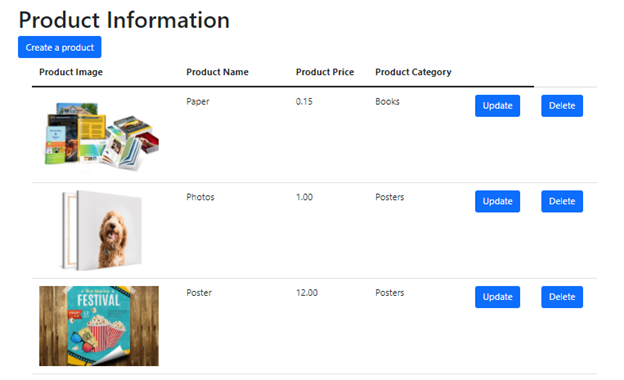 Product Information
Create a product
Product Image Product Name Product Price Product Category
Paper 0.15 Books Update Delete
Photos 1.00 Posters Update Delete
FESTIVAL
Poster 12.00 Posters Update Delete